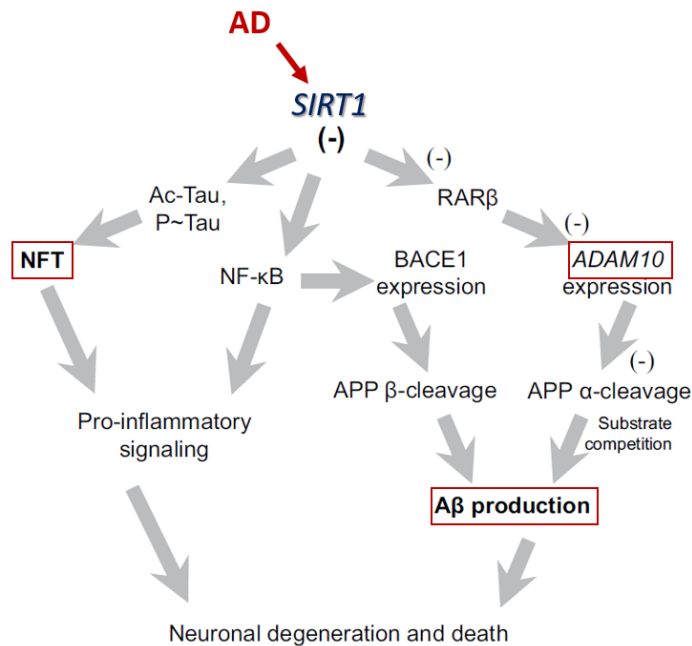 AD
SIRT1
(-)
(-)
Ac-Tau,
P~Tau
RARβ
(-)
NFT
NF-κB
BACE1
expression
ADAM10
expression
(-)
APP β-cleavage
APP α-cleavage
Pro-inflammatory
signaling
Substrate
competition
Aβ production
Neuronal degeneration and death